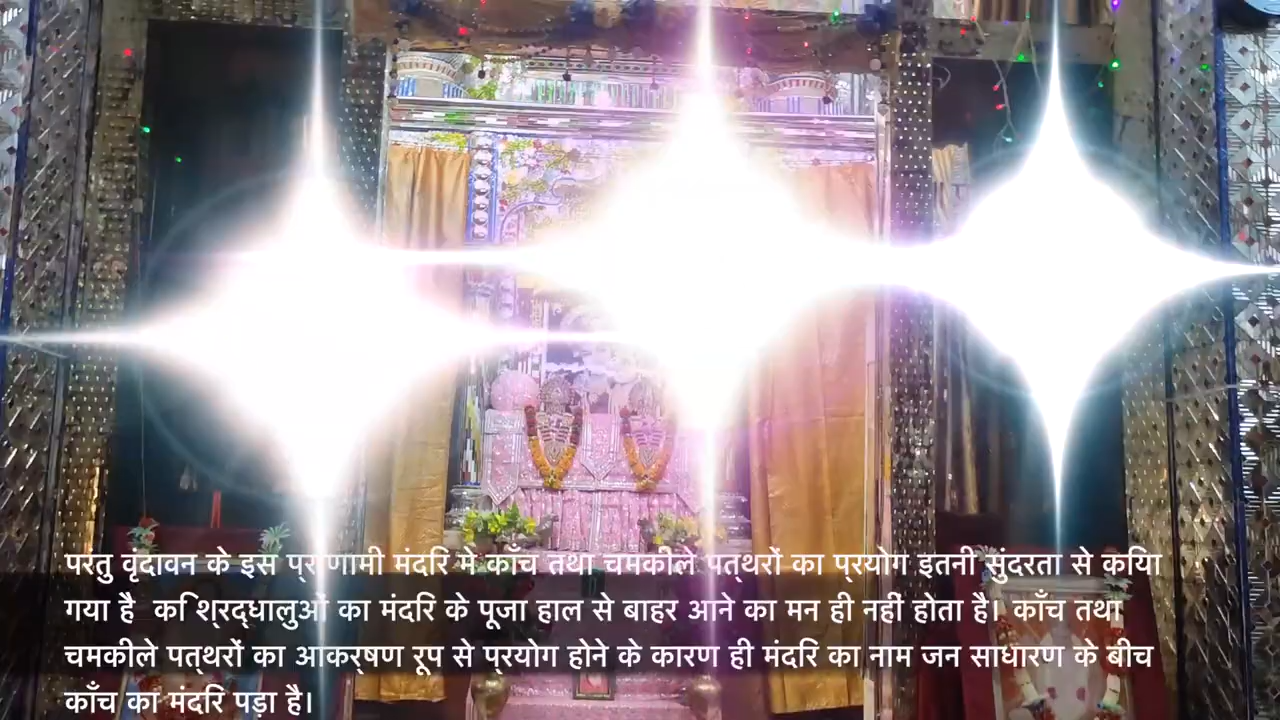 परंतु वृंदावन के इस प्रणामी मंदिर मे काँच तथा चमकीले पत्थरों का प्रयोग इतनी सुंदरता से किया
गया है कि श्रद्धालुओं का मंदिर के पूजा हाल से बाहर आने का मन ही नहीं होता है। काँच तथा
चमकीले पत्थरों का आकर्षण रूप से प्रयोग होने के कारण ही मंदिर का नाम जन साधारण के बीच
काँच का मंदिर पड़ा है।